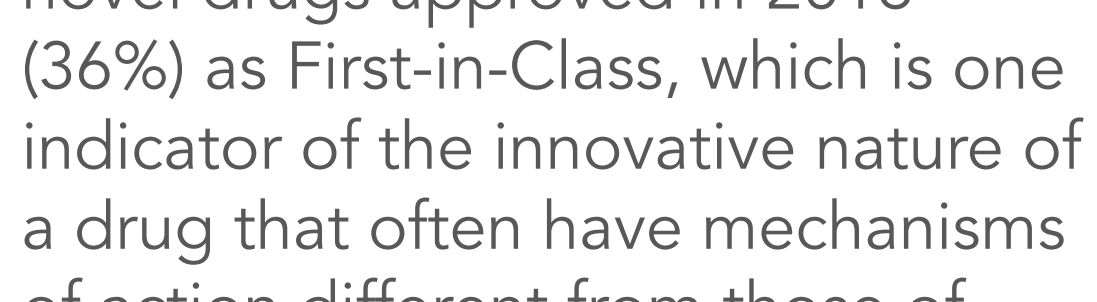 novel drugs approved in 2016
(36%) as First-in-Class, which is one
indicator of the innovative nature of
a drug that often have mechanisms
of action different from those of